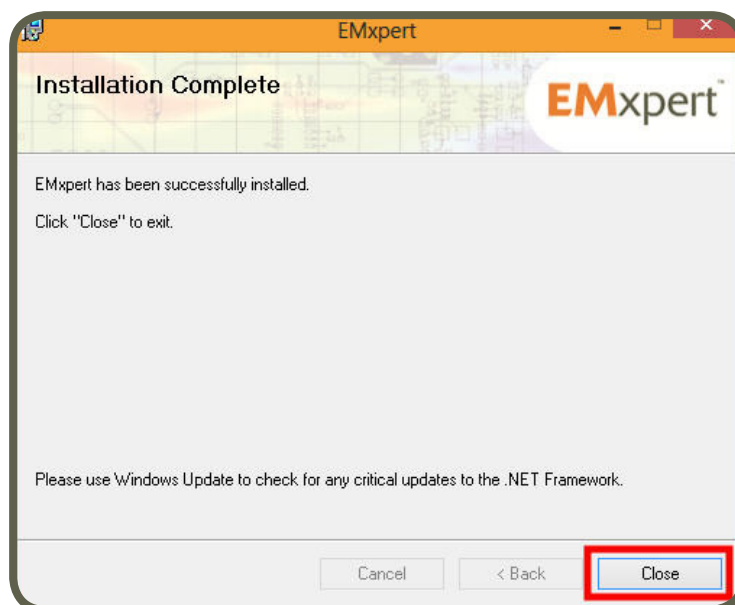 EMxpert
Installation Complete
EMxpert™
EMxpert has been successfully installed.
Click "Close" to exit.
Please use Windows Update to check for any critical updates to the .NET Framework.
Cancel
< Back
Close